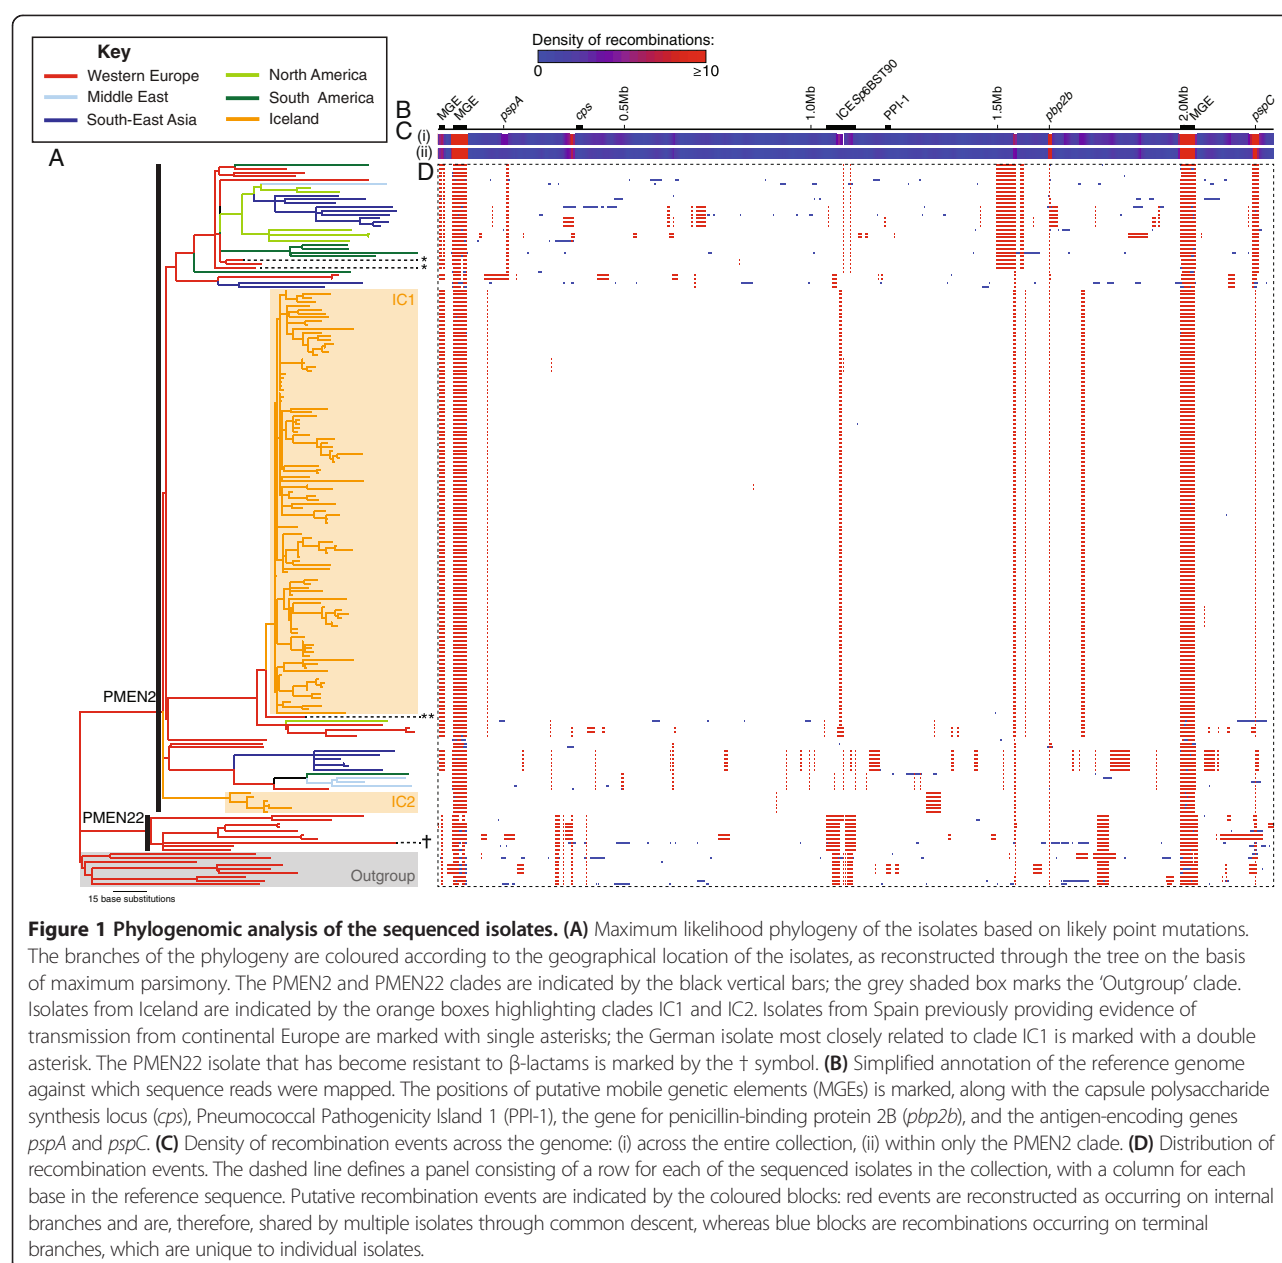 Key
Western Europe
North America
Middle East
South America
South-East Asia
Iceland
Density of recombinations:
0
≥10
B
MGE
MGE
pspA
cps
0.5Mb
1.0Mb
ICESp6BST90
PPI-1
1.5Mb
pbp2b
2.0Mb
MGE
pspC
C
(i)
(ii)
A
D
*
*
IC1
PMEN2
**
IC2
PMEN22
†
Outgroup
15 base substitutions
Figure 1 Phylogenomic analysis of the sequenced isolates. (A) Maximum likelihood phylogeny of the isolates based on likely point mutations.
The branches of the phylogeny are coloured according to the geographical location of the isolates, as reconstructed through the tree on the basis
of maximum parsimony. The PMEN2 and PMEN22 clades are indicated by the black vertical bars; the grey shaded box marks the ‘Outgroup’ clade.
Isolates from Iceland are indicated by the orange boxes highlighting clades IC1 and IC2. Isolates from Spain previously providing evidence of
transmission from continental Europe are marked with single asterisks; the German isolate most closely related to clade IC1 is marked with a double
asterisk. The PMEN22 isolate that has become resistant to β-lactams is marked by the † symbol. (B) Simplified annotation of the reference genome
against which sequence reads were mapped. The positions of putative mobile genetic elements (MGEs) is marked, along with the capsule polysaccharide
synthesis locus (cps), Pneumococcal Pathogenicity Island 1 (PPI-1), the gene for penicillin-binding protein 2B (pbp2b), and the antigen-encoding genes
pspA and pspC. (C) Density of recombination events across the genome: (i) across the entire collection, (ii) within only the PMEN2 clade. (D) Distribution of
recombination events. The dashed line defines a panel consisting of a row for each of the sequenced isolates in the collection, with a column for each
base in the reference sequence. Putative recombination events are indicated by the coloured blocks: red events are reconstructed as occurring on internal
branches and are, therefore, shared by multiple isolates through common descent, whereas blue blocks are recombinations occurring on terminal
branches, which are unique to individual isolates.